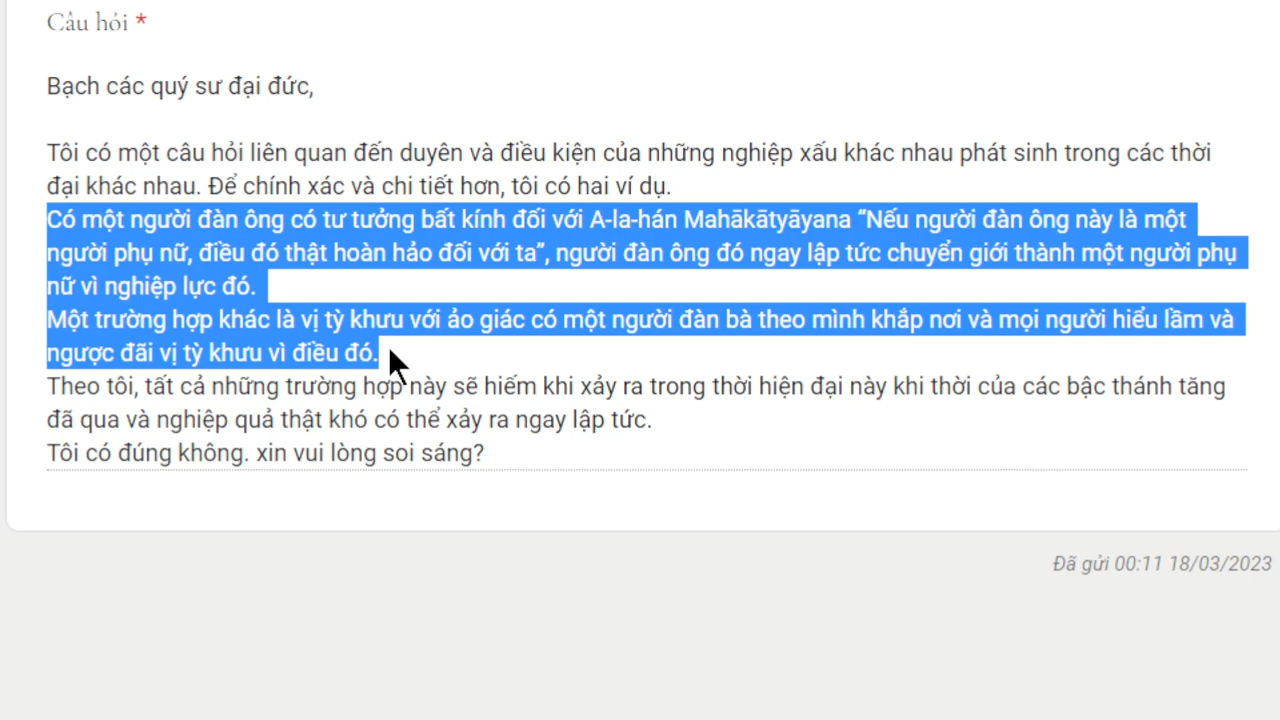 Câu hỏi *
Bạch các quý sư đại đức,
Tôi có một câu hỏi liên quan đến duyên và điều kiện của những nghiệp xấu khác nhau phát sinh trong các thời
đại khác nhau. Để chính xác và chi tiết hơn, tôi có hai ví dụ.
Có một người đàn ông có tư tưởng bất kính đối với A-la-hán Mahākātyāyana “Nếu người đàn ông này là một
người phụ nữ, điều đó thật hoàn hảo đối với ta”, người đàn ông đó ngay lập tức chuyển giới thành một người phụ
nữ vì nghiệp lực đó.
Một trường hợp khác là vị tỳ khưu với ảo giác có một người đàn bà theo mình khắp nơi và mọi người hiểu lầm và
ngược đãi vị tỳ khưu vì điều đó.
Theo tôi, tất cả những trường hợp này sẽ hiếm khi xảy ra trong thời hiện đại này khi thời của các bậc thánh tăng
đã qua và nghiệp quả thật khó có thể xảy ra ngay lập tức.
Tôi có đúng không. xin vui lòng soi sáng?
Đã gửi 00:11 18/03/2023